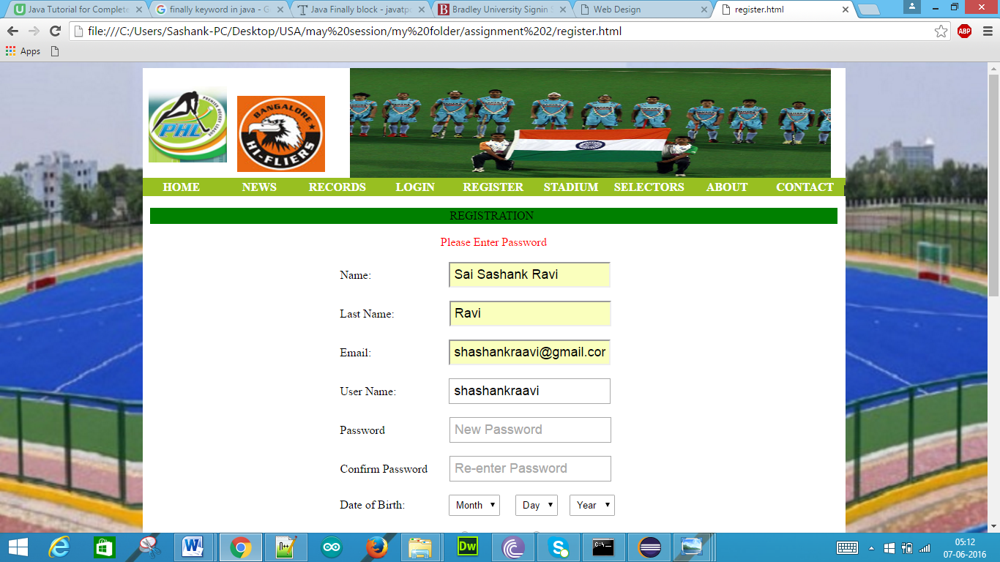 Java Tutorial for Complete
finally keyword in java - G
Java Finally block - javatp
Bradley University Signin
Web Design
register.html
file:///C:/Users/Sashank-PC/Desktop/USA/may%20session/my%20folder/assignment%202/register.html
ABP
Apps
PREMIER HOCKEY LEAGUE
PHL
BANGALORE
HI-FLIERS
HOME NEWS RECORDS LOGIN REGISTER STADIUM SELECTORS ABOUT CONTACT
REGISTRATION
Please Enter Password
Name: Sai Sashank Ravi
Last Name: Ravi
Email: shashankraavi@gmail.com
User Name: shashankraavi
Password New Password
Confirm Password Re-enter Password
Date of Birth: Month Day Year
05:12
07-06-2016